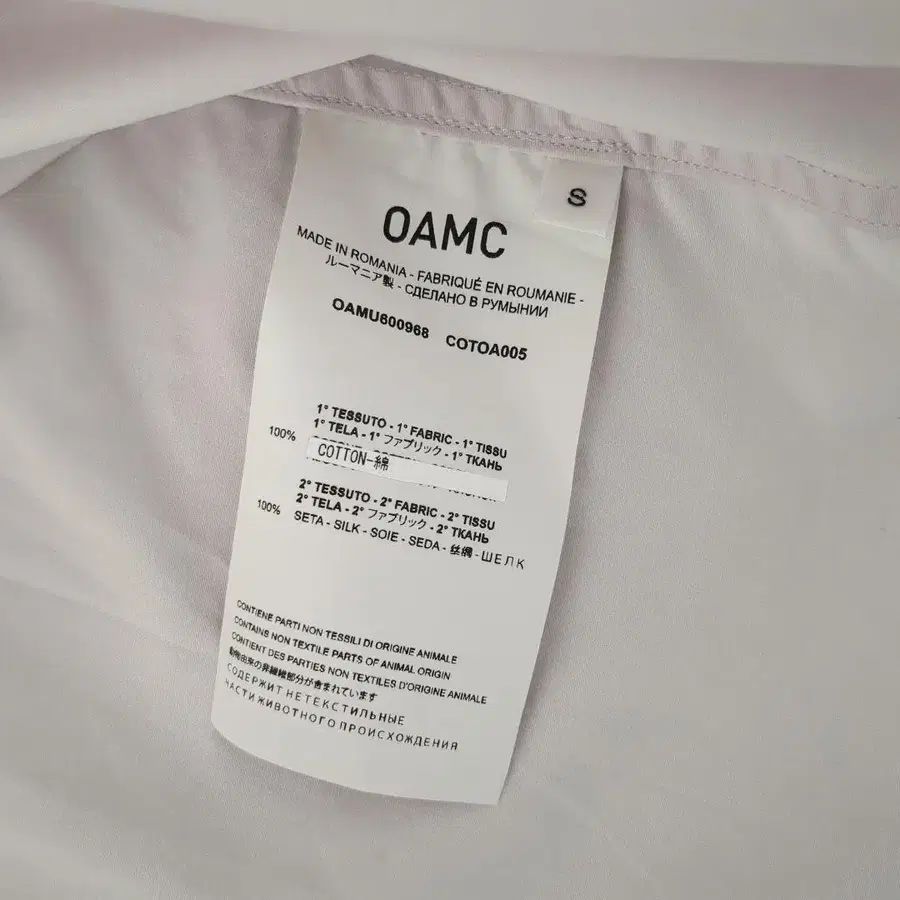 S
OAMC
MADE IN ROMANIA - FABRIQUÉ EN ROUMANIE -
ルーマニア製 - СДЕЛАНО В РУМЫНИИ
OAMU600968 COTOA005
1° TESSUTO - 1° FABRIC - 1° TISSU
1° TELA - 1° ファブリック - 1° ТКАНЬ
100% COTTON-綿
2° TESSUTO - 2° FABRIC - 2° TISSU
2° TELA - 2° ファブリック - 2° ТКАНЬ
100% SETA - SILK - SOIE - SEDA - 丝绸 - ШЕЛК
CONTIENE PARTI NON TESSILI DI ORIGINE ANIMALE
CONTAINS NON TEXTILE PARTS OF ANIMAL ORIGIN
CONTIENT DES PARTIES NON TEXTILES D'ORIGINE ANIMALE
動物由来の非繊維部分が含まれています
СОДЕРЖИТ НЕТЕКСТИЛЬНЫЕ
ЧАСТИ ЖИВОТНОГО ПРОИСХОЖДЕНИЯ